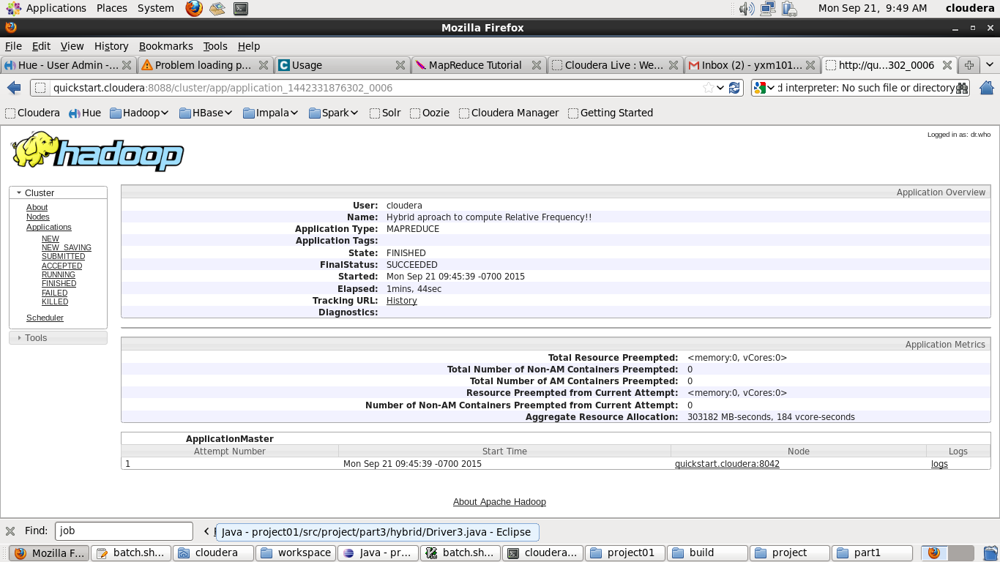 Applications Places System Mon Sep 21, 9:49 AM cloudera
Mozilla Firefox
File Edit View History Bookmarks Tools Help
Hue - User Admin -... Problem loading p... Usage MapReduce Tutorial Cloudera Live : We... Inbox (2) - yxm101... http://qu...302_0006
quickstart.cloudera:8088/cluster/app/application_1442331876302_0006 d interpreter: No such file or directory
Cloudera Hue Hadoop HBase Impala Spark Solr Oozie Cloudera Manager Getting Started
Logged in as: dr.who
hadoop
Cluster
About
Nodes
Applications
NEW
NEW_SAVING
SUBMITTED
ACCEPTED
RUNNING
FINISHED
FAILED
KILLED
Scheduler
Tools
Application Overview
User: cloudera
Name: Hybrid aproach to compute Relative Frequency!!
Application Type: MAPREDUCE
Application Tags:
State: FINISHED
FinalStatus: SUCCEEDED
Started: Mon Sep 21 09:45:39 -0700 2015
Elapsed: 1mins, 44sec
Tracking URL: History
Diagnostics:
Application Metrics
Total Resource Preempted: <memory:0, vCores:0>
Total Number of Non-AM Containers Preempted: 0
Total Number of AM Containers Preempted: 0
Resource Preempted from Current Attempt: <memory:0, vCores:0>
Number of Non-AM Containers Preempted from Current Attempt: 0
Aggregate Resource Allocation: 303182 MB-seconds, 184 vcore-seconds
ApplicationMaster
Attempt Number Start Time Node Logs
1 Mon Sep 21 09:45:39 -0700 2015 quickstart.cloudera:8042 logs
About Apache Hadoop
Find: job
Java - project01/src/project/part3/hybrid/Driver3.java - Eclipse
Mozilla F... batch.sh... cloudera workspace Java - pr... batch.sh... cloudera... project01 build project part1